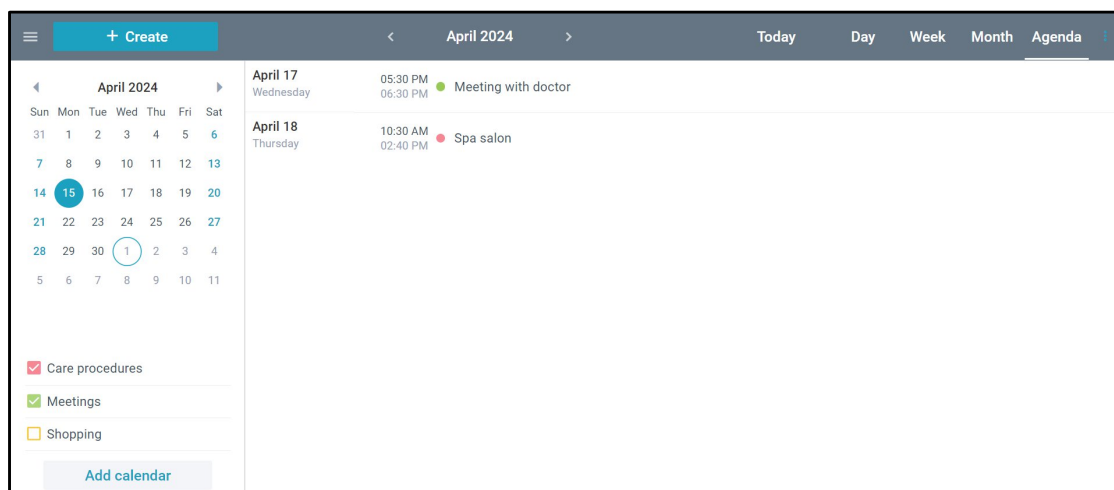 + Create
< April 2024 >
Today Day Week Month Agenda
April 2024
Sun Mon Tue Wed Thu Fri Sat
31 1 2 3 4 5 6
7 8 9 10 11 12 13
14 15 16 17 18 19 20
21 22 23 24 25 26 27
28 29 30 1 2 3 4
5 6 7 8 9 10 11
Care procedures
Meetings
Shopping
Add calendar
April 17
Wednesday
05:30 PM
06:30 PM
Meeting with doctor
April 18
Thursday
10:30 AM
02:40 PM
Spa salon